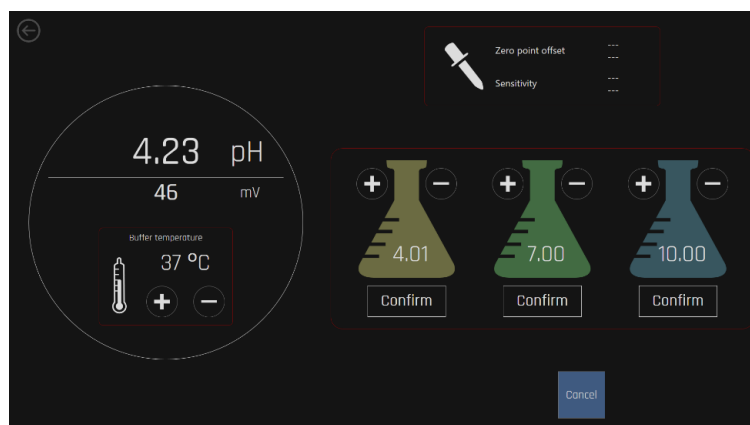 Zero point offset ---
---
Sensitivity ---
---
4.23 pH
46 mV
Buffer temperature
37 °C
+ −
+ − + − + −
4.01 7.00 10.00
Confirm Confirm Confirm
Cancel